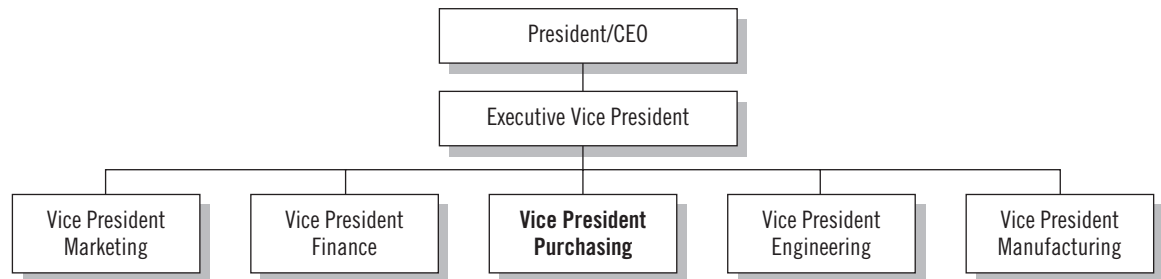 President/CEO
Executive Vice President
Vice President
Marketing
Vice President
Finance
Vice President
Purchasing
Vice President
Engineering
Vice President
Manufacturing